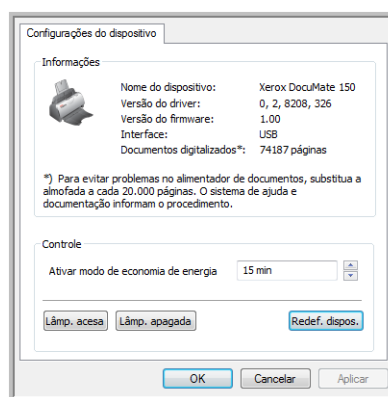 Configurações do dispositivo
Informações
Nome do dispositivo: Xerox DocuMate 150
Versão do driver: 0, 2, 8208, 326
Versão do firmware: 1.00
Interface: USB
Documentos digitalizados*: 74187 páginas
*) Para evitar problemas no alimentador de documentos, substitua a
almofada a cada 20.000 páginas. O sistema de ajuda e
documentação informam o procedimento.
Controle
Ativar modo de economia de energia 15 min
Lâmp. acesa Lâmp. apagada Redef. dispos.
OK Cancelar Aplicar